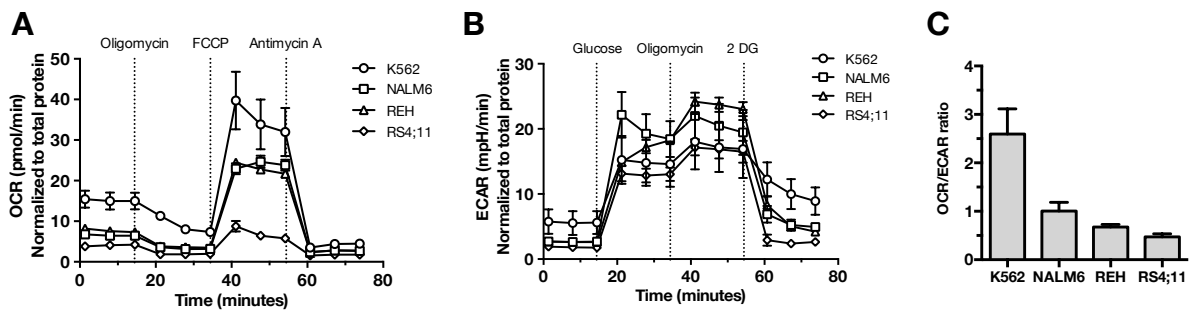 A
Oligomycin FCCP Antimycin A
OCR (pmol/min)
Normalized to total protein
50
40
30
20
10
0
0 20 40 60 80
Time (minutes)
K562
NALM6
REH
RS4;11
B
Glucose Oligomycin 2 DG
ECAR (mpH/min)
Normalized to total protein
30
20
10
0
0 20 40 60 80
Time (minutes)
K562
NALM6
REH
RS4;11
C
OCR/ECAR ratio
4
3
2
1
0
K562 NALM6 REH RS4;11